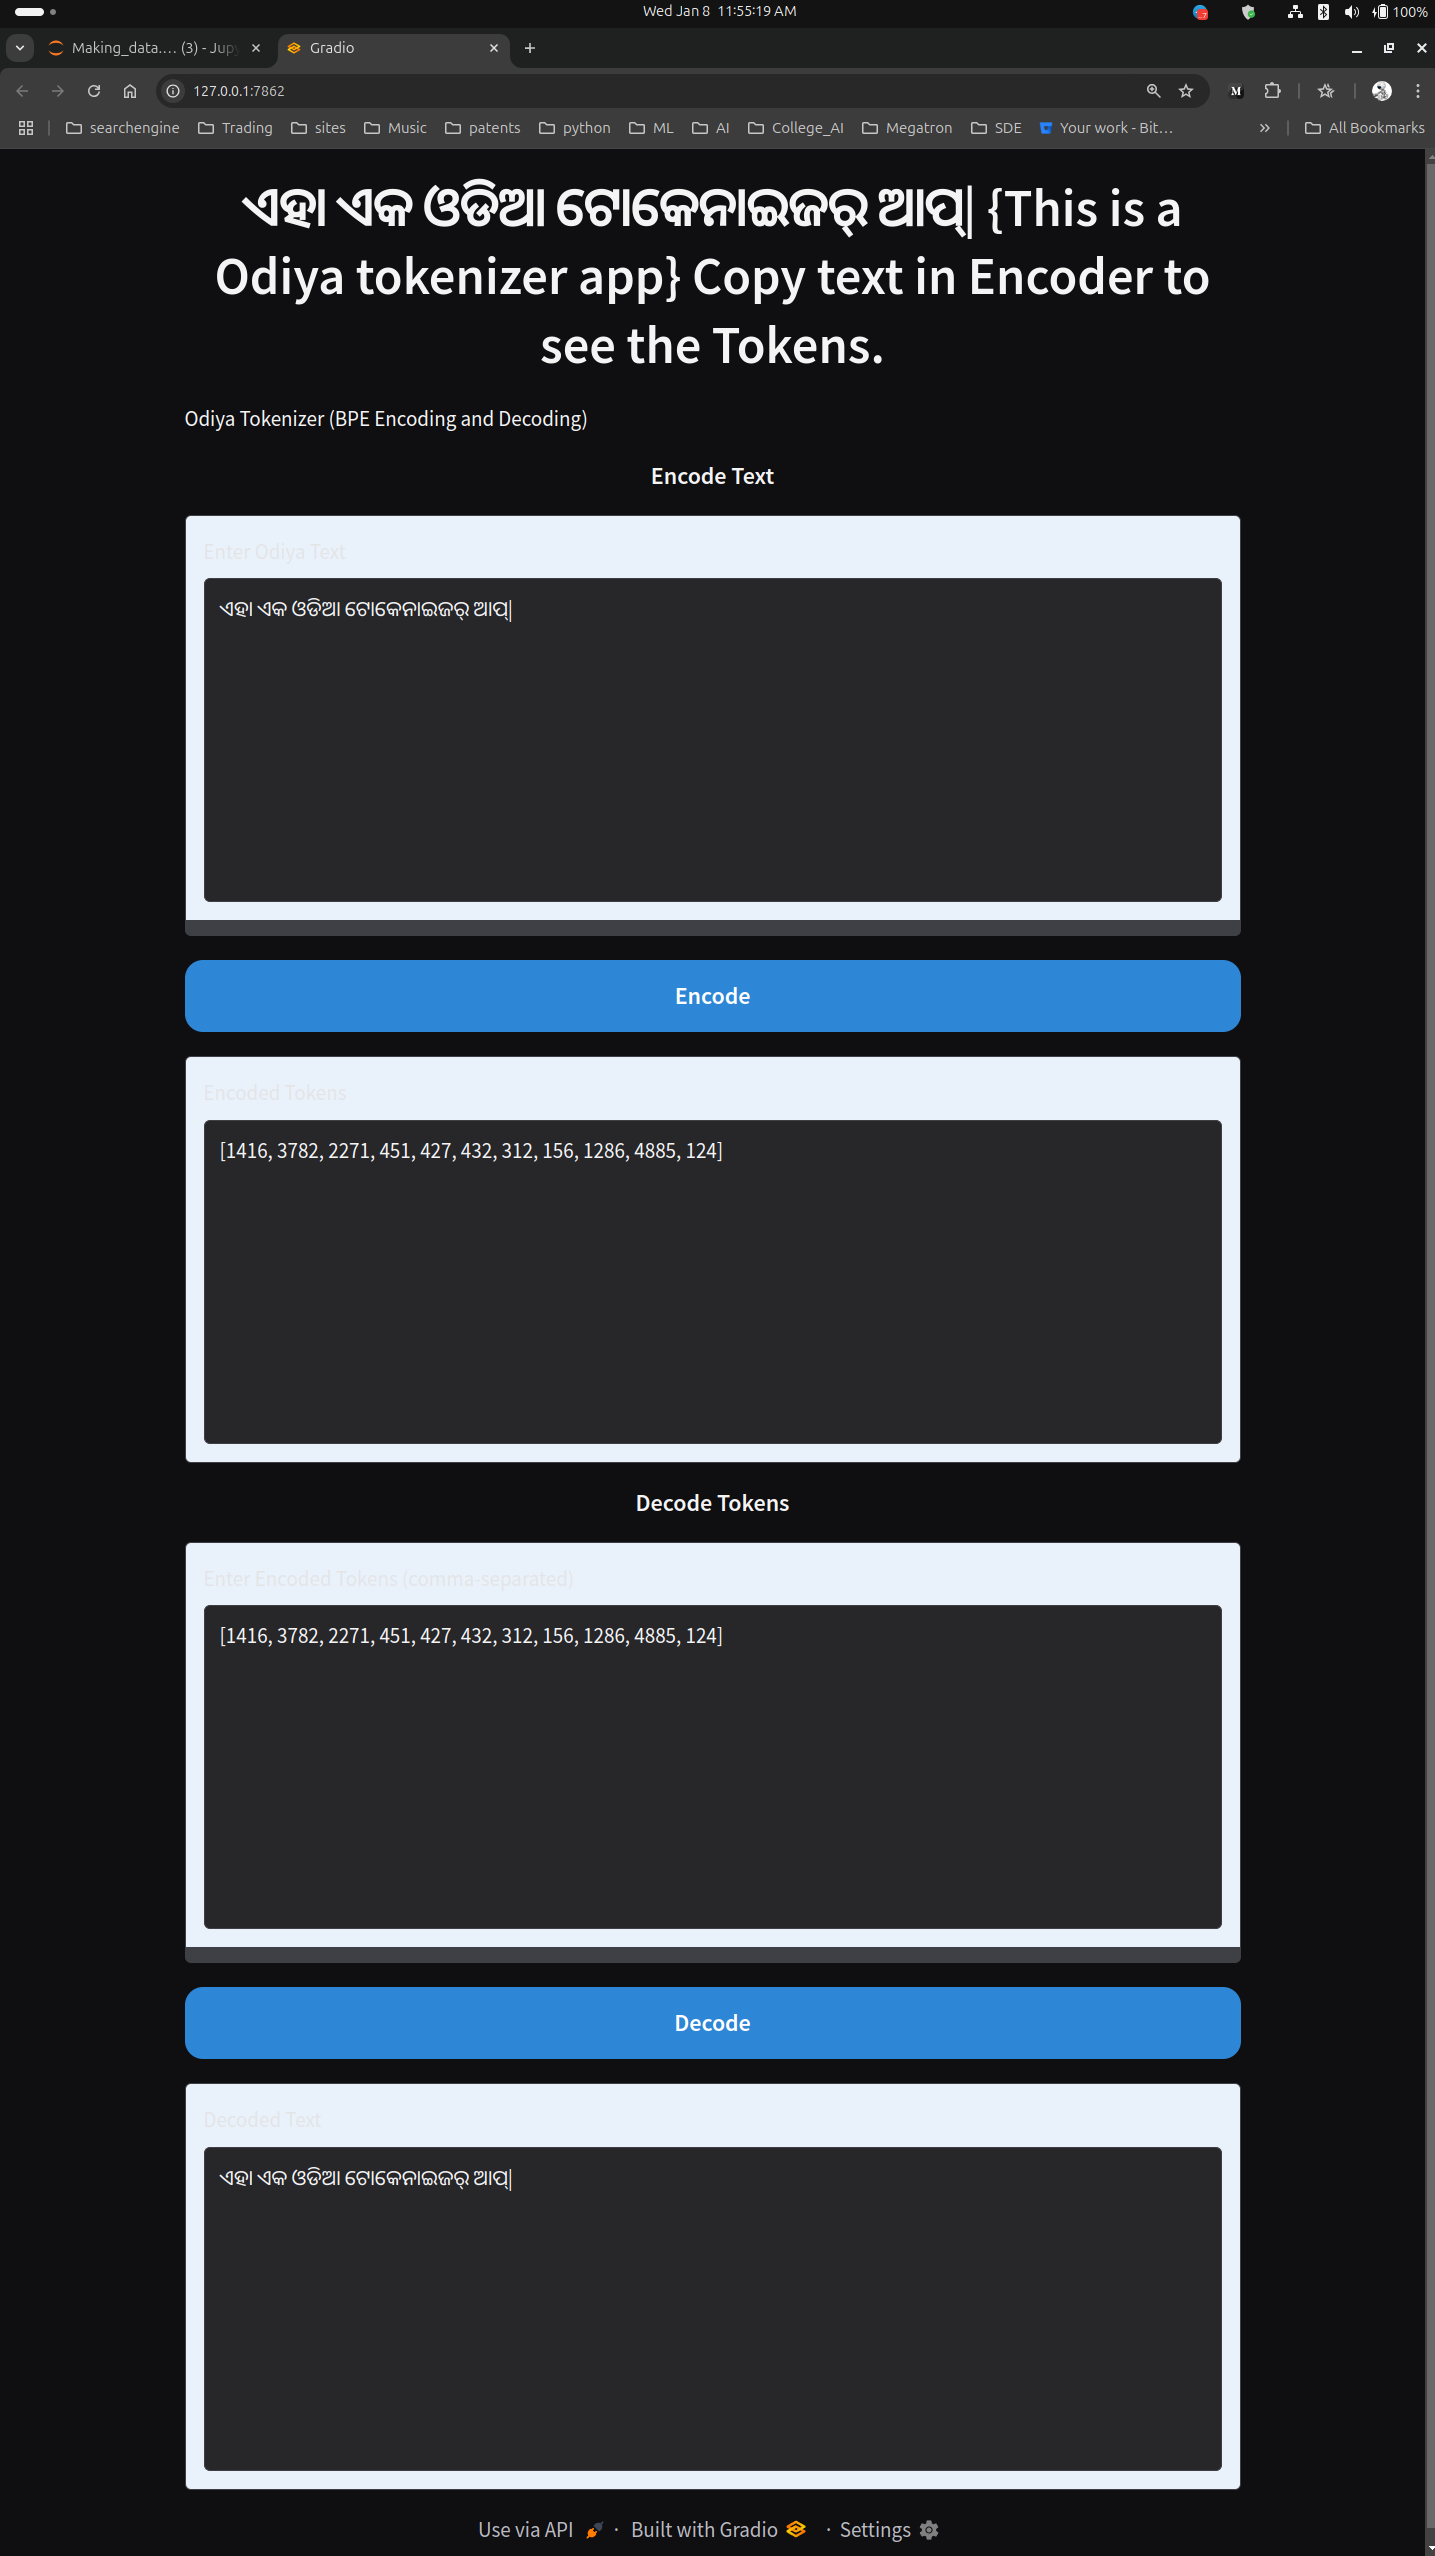 Wed Jan 8 11:55:19 AM
100%
Making_data.... (3) - Jup
Gradio
127.0.0.1:7862
searchengine Trading sites Music patents python ML AI College_AI Megatron SDE Your work - Bit... » All Bookmarks
ଏହା ଏକ ଓଡିଆ ଟୋକେନାଇଜର୍ ଆପ୍| {This is a
Odiya tokenizer app} Copy text in Encoder to
see the Tokens.
Odiya Tokenizer (BPE Encoding and Decoding)
Encode Text
Enter Odiya Text
ଏହା ଏକ ଓଡିଆ ଟୋକେନାଇଜର୍ ଆପ୍|
Encode
Encoded Tokens
[1416, 3782, 2271, 451, 427, 432, 312, 156, 1286, 4885, 124]
Decode Tokens
Enter Encoded Tokens (comma-separated)
[1416, 3782, 2271, 451, 427, 432, 312, 156, 1286, 4885, 124]
Decode
Decoded Text
ଏହା ଏକ ଓଡିଆ ଟୋକେନାଇଜର୍ ଆପ୍|
Use via API · Built with Gradio · Settings